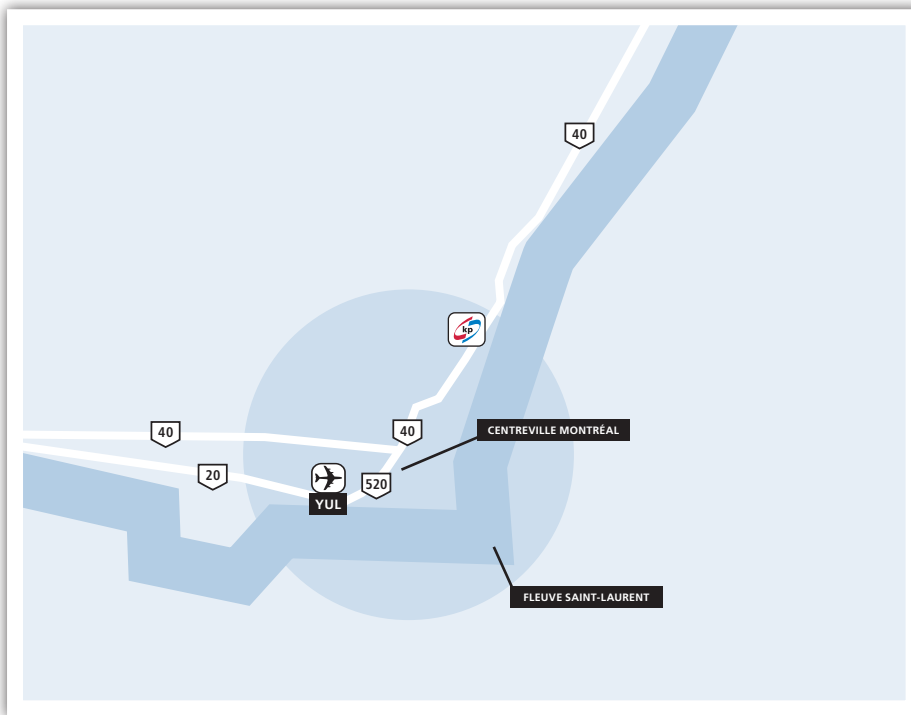 40
kp
40
40
CENTREVILLE MONTRÉAL
20
520
YUL
FLEUVE SAINT-LAURENT